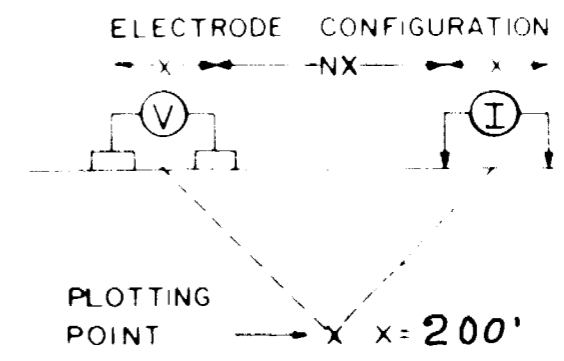 ELECTRODE CONFIGURATION
X NX X
V I
PLOTTING
POINT X X = 200'